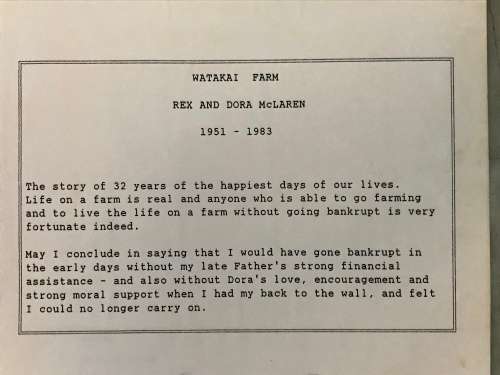 WATAKAI FARM
REX AND DORA McLAREN
1951 - 1983
The story of 32 years of the happiest days of our lives.
Life on a farm is real and anyone who is able to go farming
and to live the life on a farm without going bankrupt is very
fortunate indeed.
May I conclude in saying that I would have gone bankrupt in
the early days without my late Father's strong financial
assistance - and also without Dora's love, encouragement and
strong moral support when I had my back to the wall, and felt
I could no longer carry on.